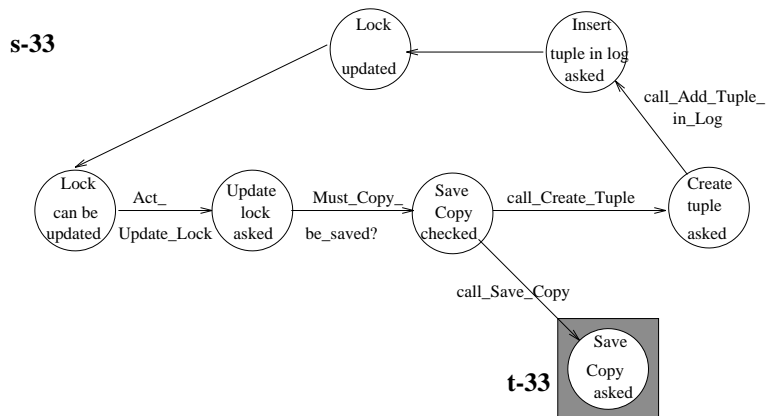 s-33
Lock
updated
Insert
tuple in log
asked
call_Add_Tuple_
in_Log
Lock
can be
updated
Act_
Update_Lock
Update
lock
asked
Must_Copy_
be_saved?
Save
Copy
checked
call_Create_Tuple
Create
tuple
asked
call_Save_Copy
t-33
Save
Copy
asked